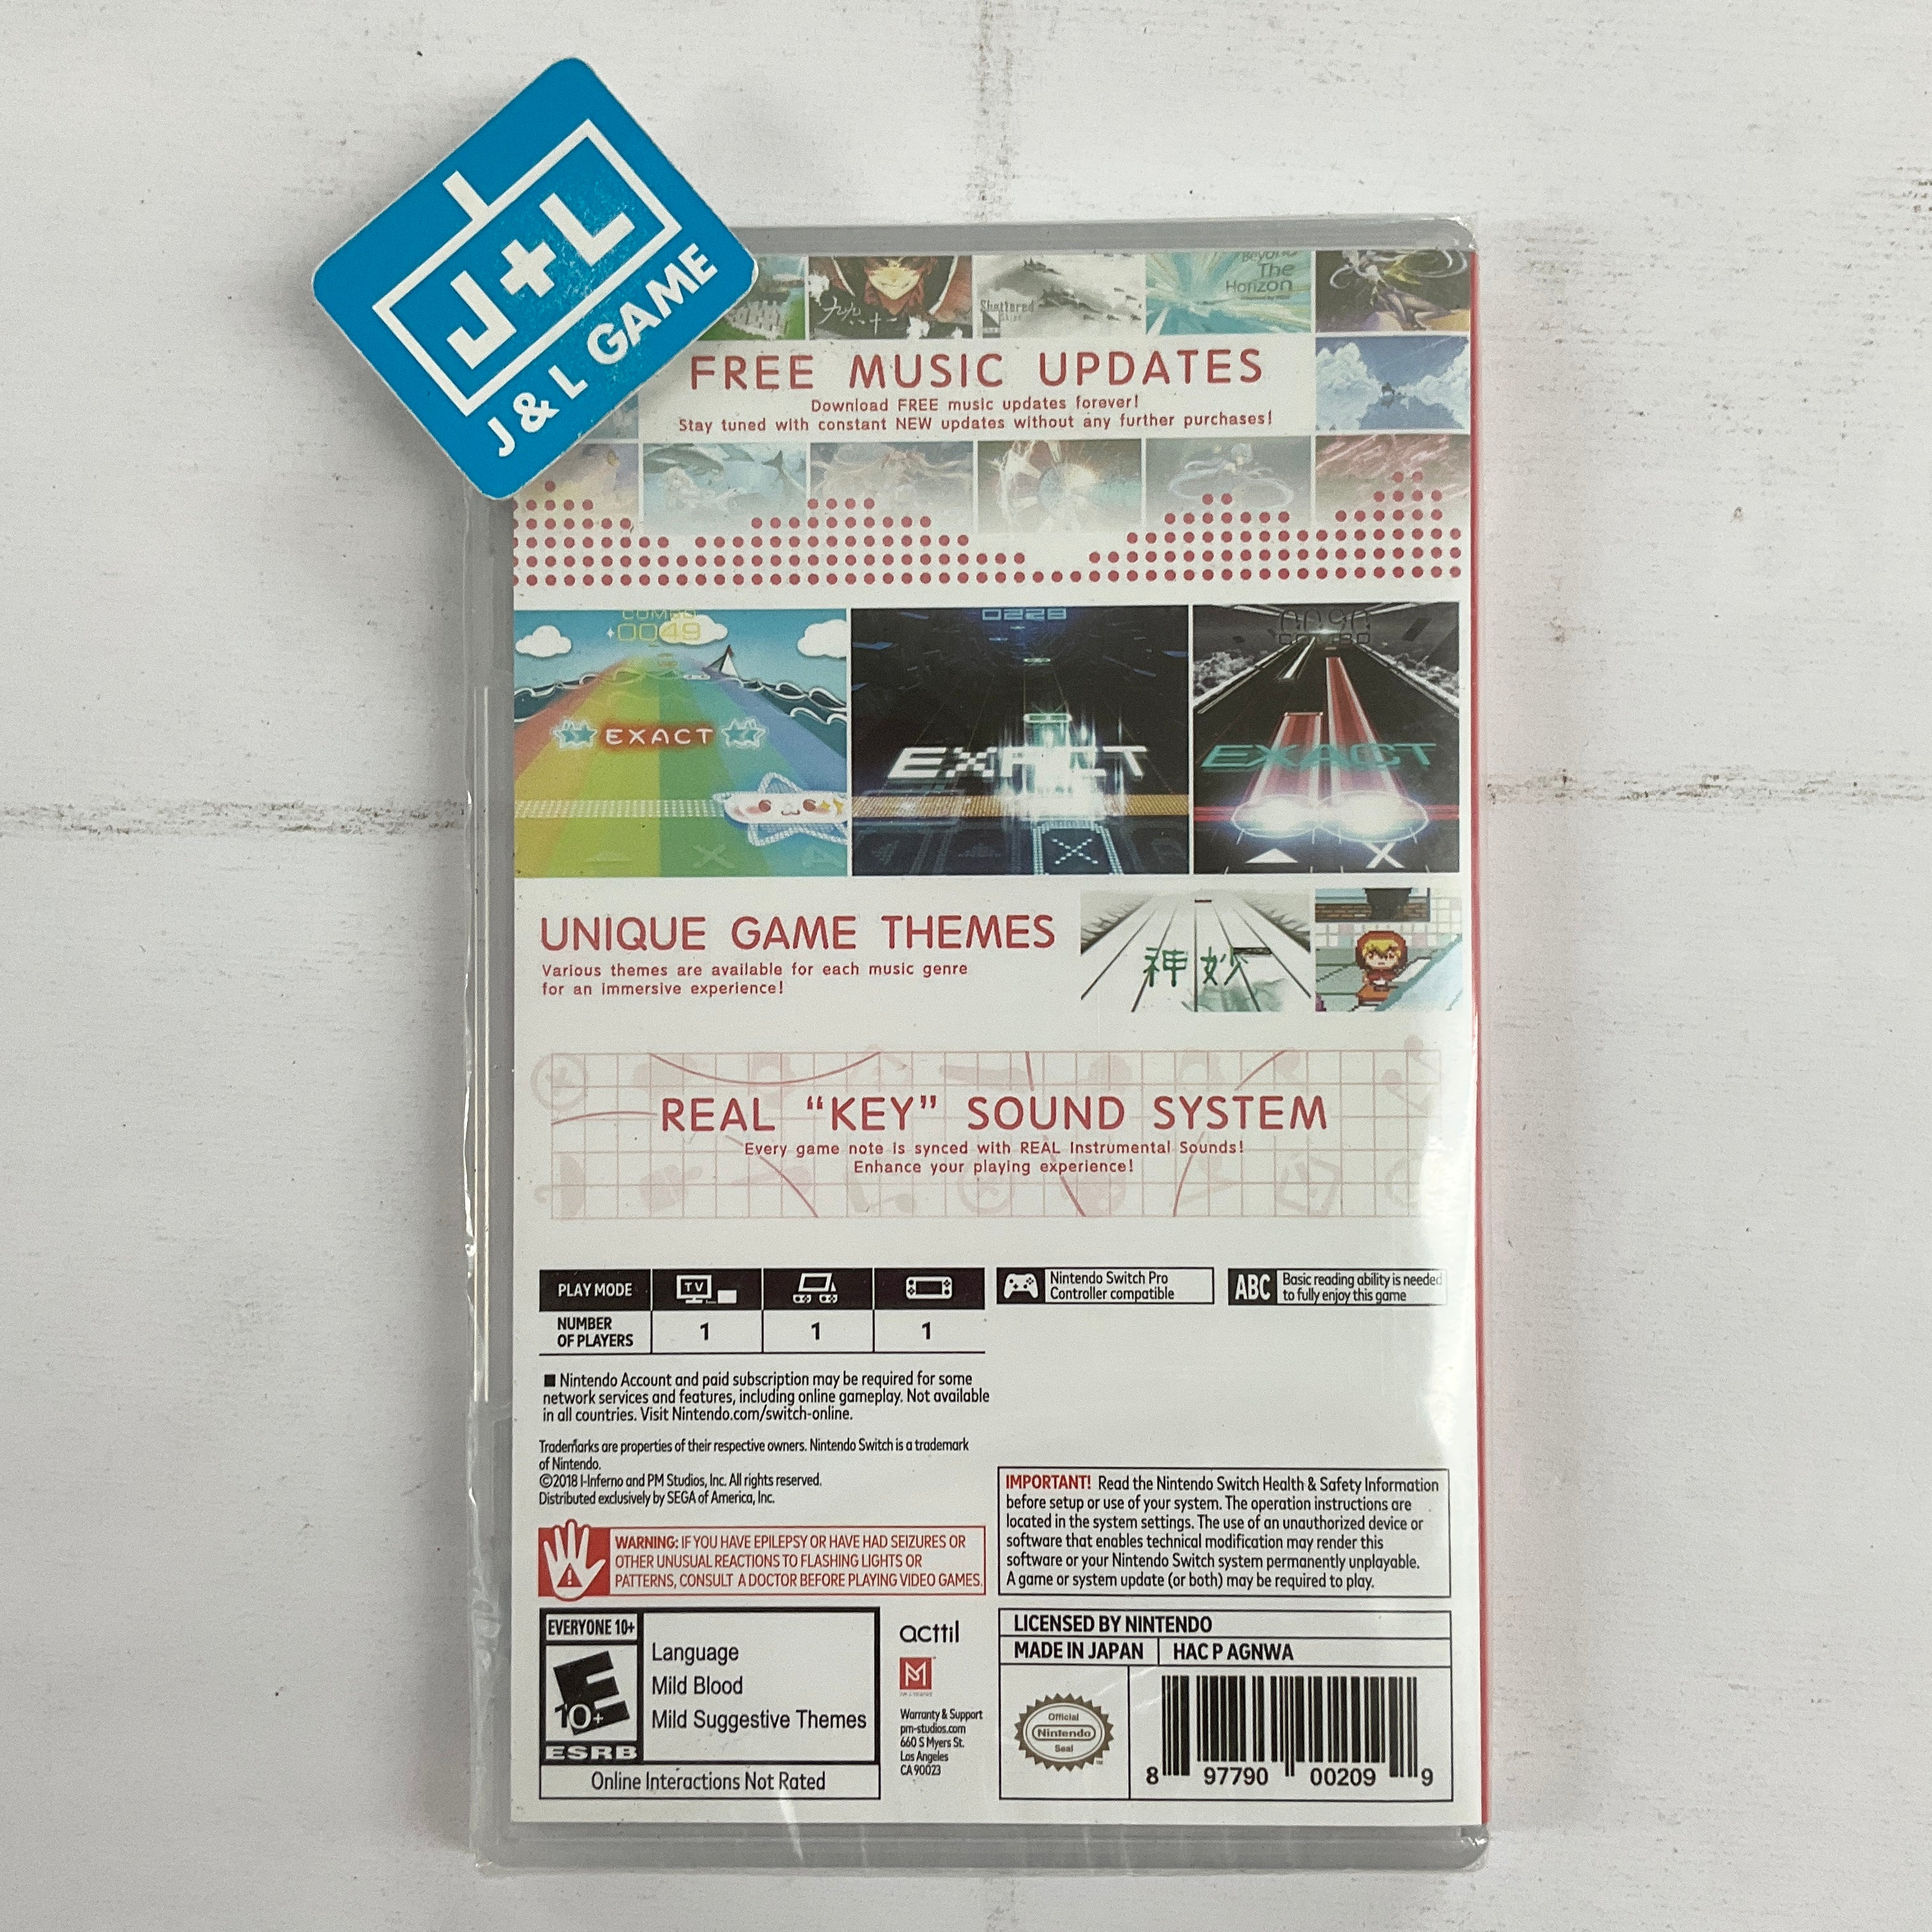 J+L
J & L GAME
九九八十一
Shattered
Beyond
The
Horizon
FREE MUSIC UPDATES
Download FREE music updates forever!
Stay tuned with constant NEW updates without any further purchases!
COMBO
0049
EXACT
0228
EXACT
X
0090
COMBO
EXACT
X
UNIQUE GAME THEMES
Various themes are available for each music genre
for an immersive experience!
神妙
REAL “KEY” SOUND SYSTEM
Every game note is synced with REAL Instrumental Sounds!
Enhance your playing experience!
PLAY MODE
TV
NUMBER
OF PLAYERS
1 1 1
Nintendo Switch Pro
Controller compatible
ABC
Basic reading ability is needed
to fully enjoy this game
■ Nintendo Account and paid subscription may be required for some
network services and features, including online gameplay. Not available
in all countries. Visit Nintendo.com/switch-online.
Trademarks are properties of their respective owners. Nintendo Switch is a trademark
of Nintendo.
©2018 I-Inferno and PM Studios, Inc. All rights reserved.
Distributed exclusively by SEGA of America, Inc.
WARNING: IF YOU HAVE EPILEPSY OR HAVE HAD SEIZURES OR
OTHER UNUSUAL REACTIONS TO FLASHING LIGHTS OR
PATTERNS, CONSULT A DOCTOR BEFORE PLAYING VIDEO GAMES.
IMPORTANT! Read the Nintendo Switch Health & Safety Information
before setup or use of your system. The operation instructions are
located in the system settings. The use of an unauthorized device or
software that enables technical modification may render this
software or your Nintendo Switch system permanently unplayable.
A game or system update (or both) may be required to play.
EVERYONE 10+
E
10+
ESRB
Language
Mild Blood
Mild Suggestive Themes
Online Interactions Not Rated
acttil
M
Warranty & Support
pm-studios.com
660 S Myers St.
Los Angeles
CA 90023
LICENSED BY NINTENDO
MADE IN JAPAN HAC P AGNWA
Official
Nintendo
Seal
8 97790 00209 9